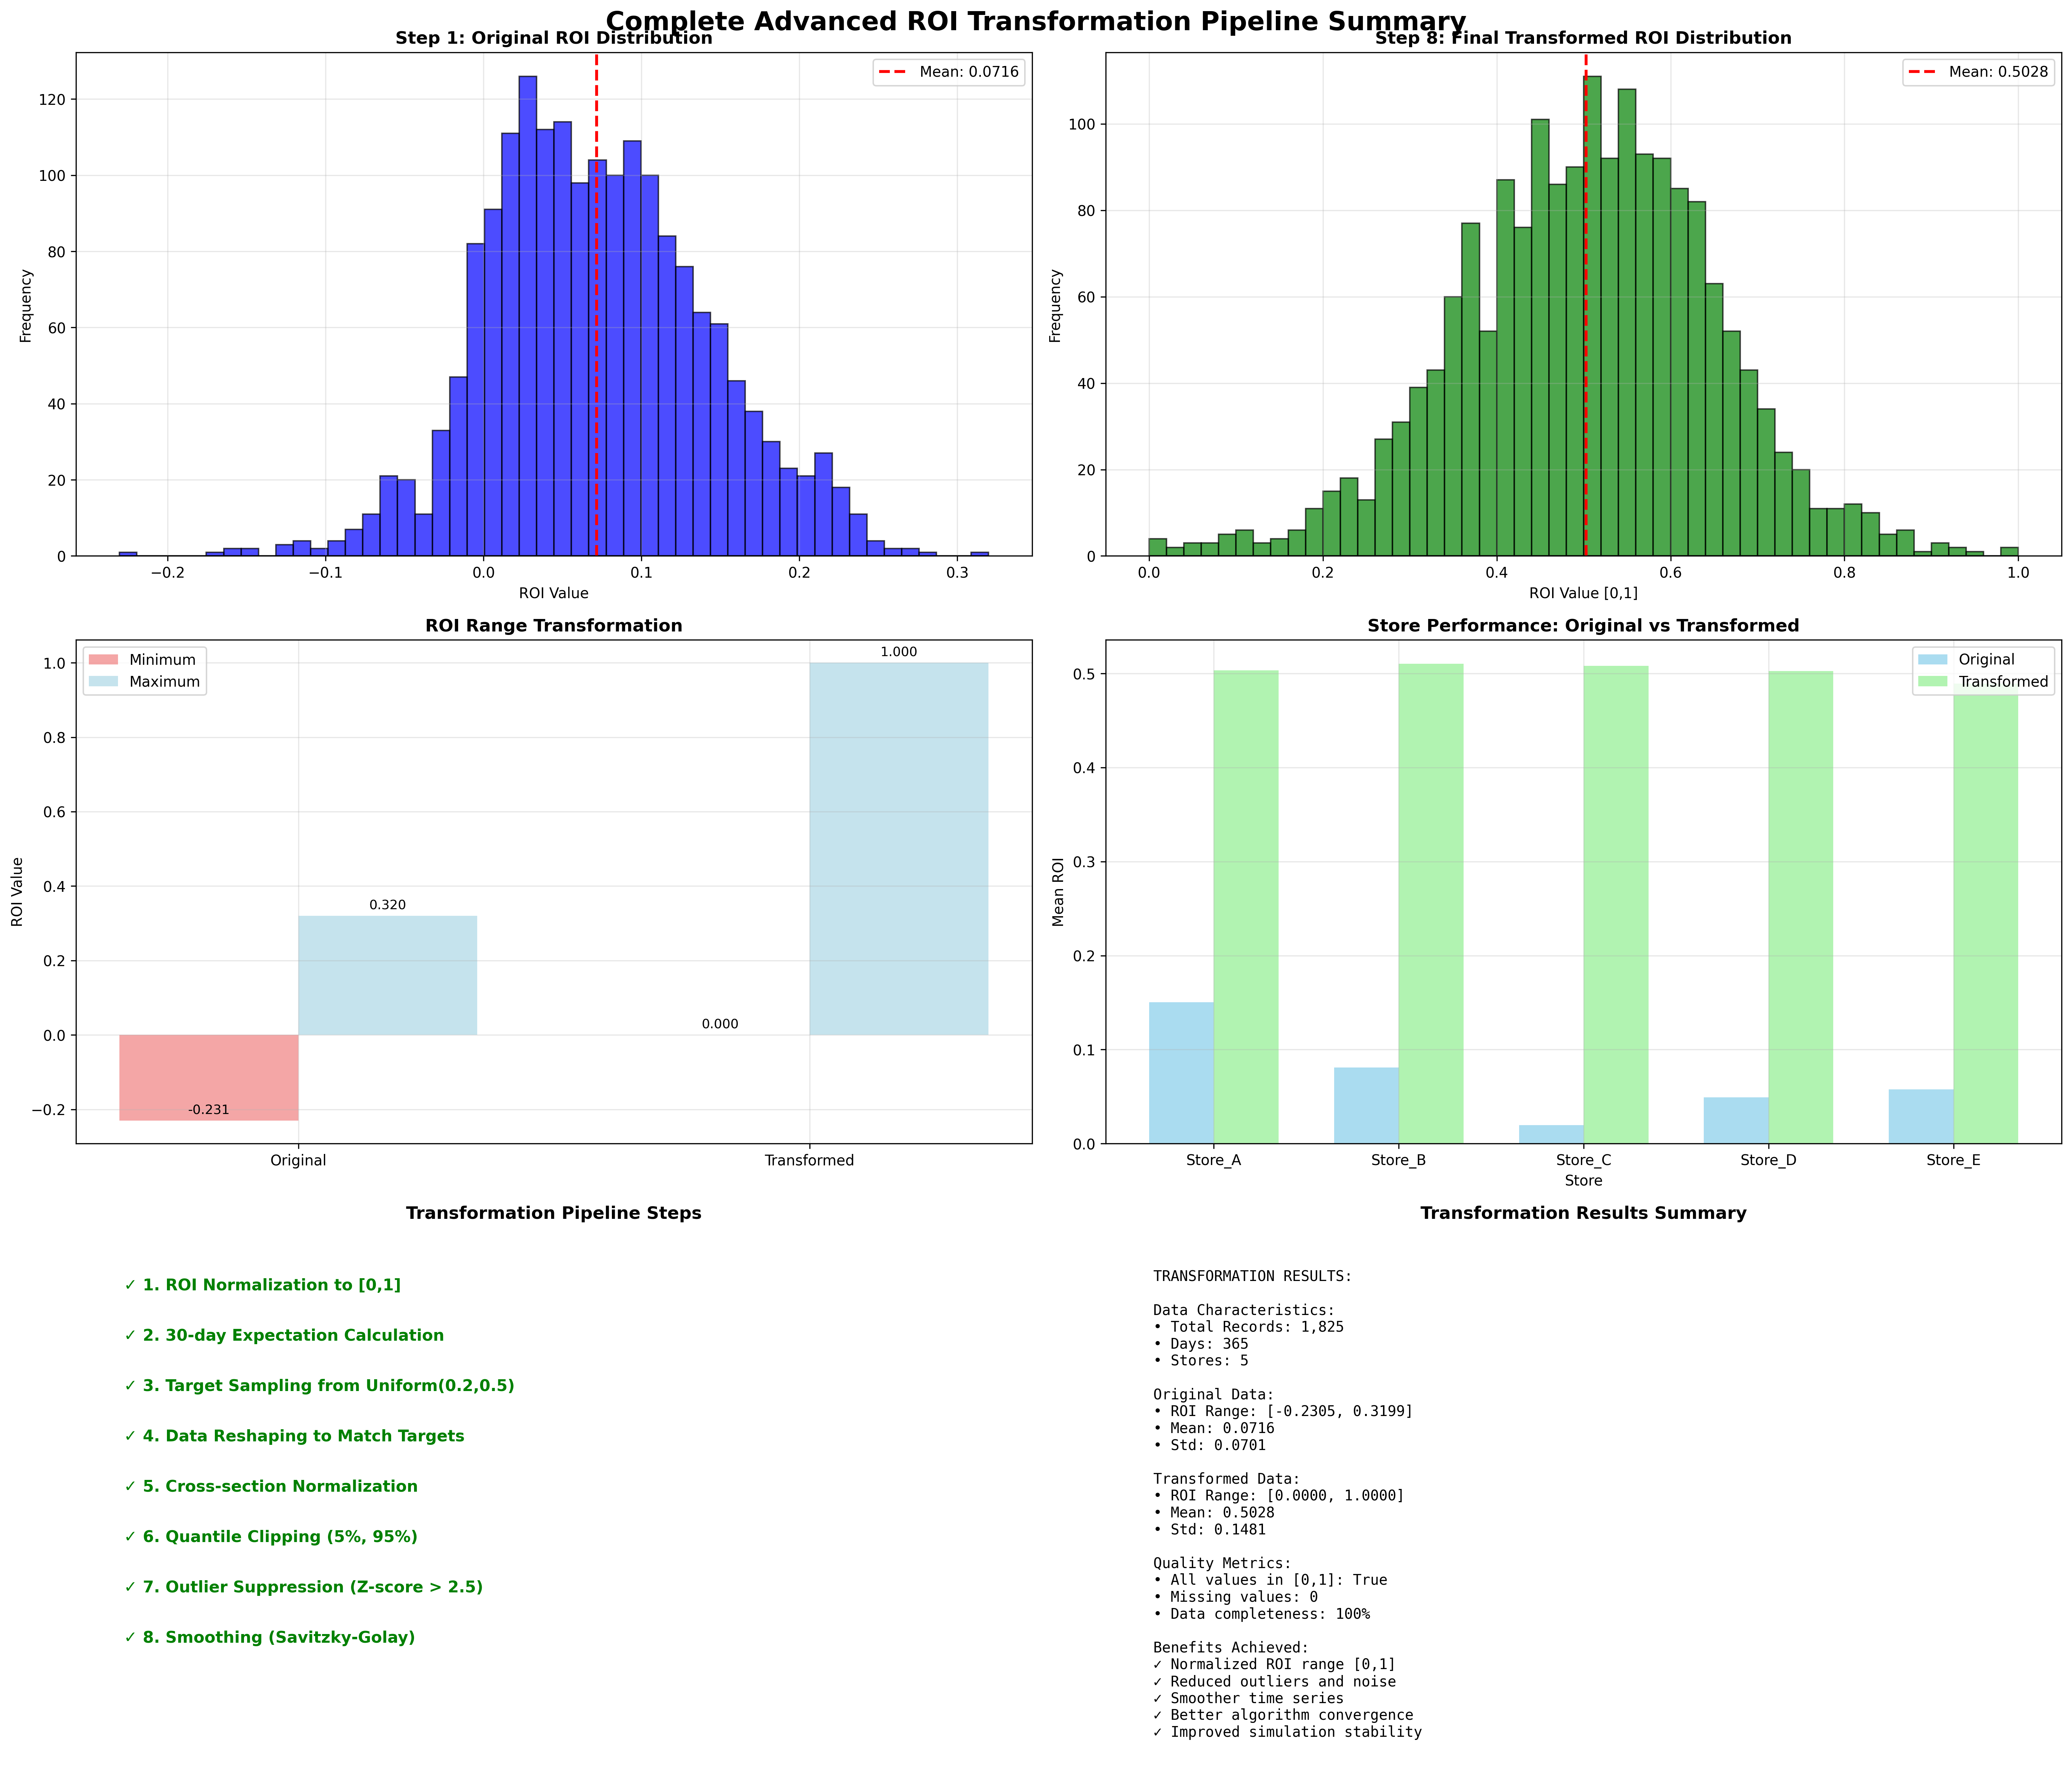 Complete Advanced ROI Transformation Pipeline Summary
Step 1: Original ROI Distribution
Mean: 0.0716
120
100
80
60
40
20
0
Frequency
−0.2
−0.1
0.0
0.1
0.2
0.3
ROI Value
Step 8: Final Transformed ROI Distribution
Mean: 0.5028
100
80
60
40
20
0
Frequency
0.0
0.2
0.4
0.6
0.8
1.0
ROI Value [0,1]
ROI Range Transformation
Minimum
Maximum
1.0
0.8
0.6
0.4
0.2
0.0
−0.2
ROI Value
-0.231
0.320
0.000
1.000
Original
Transformed
Store Performance: Original vs Transformed
Original
Transformed
0.5
0.4
0.3
0.2
0.1
0.0
Mean ROI
Store_A
Store_B
Store_C
Store_D
Store_E
Store
Transformation Pipeline Steps
✓ 1. ROI Normalization to [0,1]
✓ 2. 30-day Expectation Calculation
✓ 3. Target Sampling from Uniform(0.2,0.5)
✓ 4. Data Reshaping to Match Targets
✓ 5. Cross-section Normalization
✓ 6. Quantile Clipping (5%, 95%)
✓ 7. Outlier Suppression (Z-score > 2.5)
✓ 8. Smoothing (Savitzky-Golay)
Transformation Results Summary
TRANSFORMATION RESULTS:
Data Characteristics:
• Total Records: 1,825
• Days: 365
• Stores: 5
Original Data:
• ROI Range: [-0.2305, 0.3199]
• Mean: 0.0716
• Std: 0.0701
Transformed Data:
• ROI Range: [0.0000, 1.0000]
• Mean: 0.5028
• Std: 0.1481
Quality Metrics:
• All values in [0,1]: True
• Missing values: 0
• Data completeness: 100%
Benefits Achieved:
✓ Normalized ROI range [0,1]
✓ Reduced outliers and noise
✓ Smoother time series
✓ Better algorithm convergence
✓ Improved simulation stability